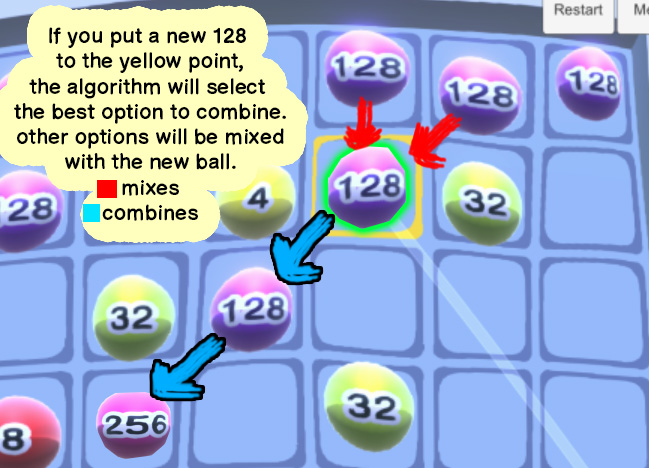 Restart
Me
If you put a new 128
to the yellow point,
the algorithm will select
the best option to combine.
other options will be mixed
with the new ball.
mixes
combines
128
128
128
128
4
128
32
32
128
8
256
32